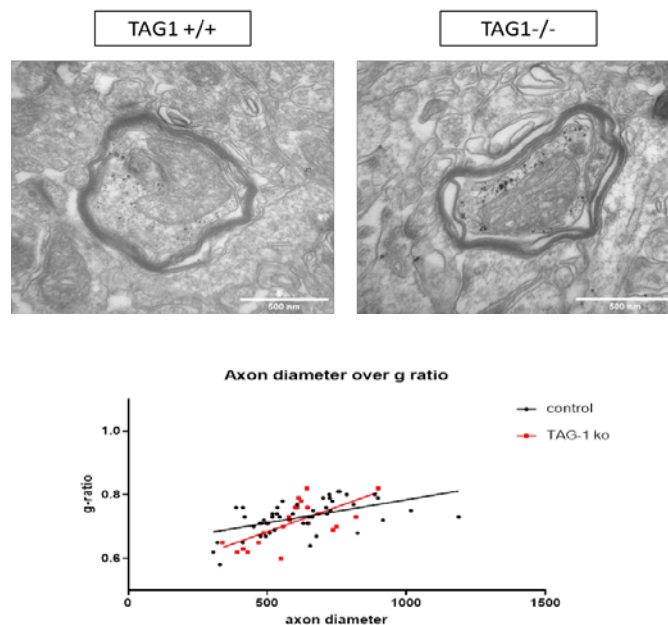 TAG1 +/+
TAG1-/-
500 nm
500 nm
Axon diameter over g ratio
control
TAG-1 ko
g-ratio
1.0
0.8
0.6
0
500
1000
1500
axon diameter